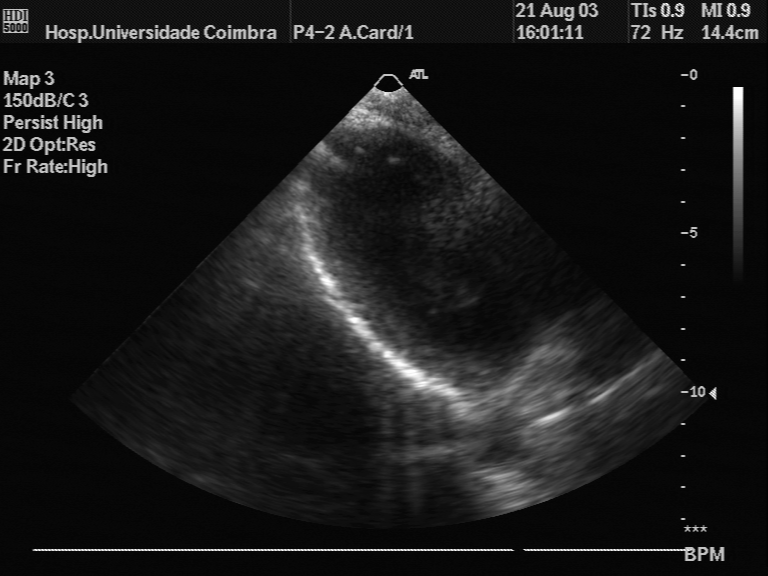 HDI
5000
Hosp.Universidade Coimbra
P4-2 A.Card/1
21 Aug 03
16:01:11
TIs 0.9 MI 0.9
72 Hz 14.4cm
Map 3
150dB/C 3
Persist High
2D Opt:Res
Fr Rate:High
ATL
-0
-5
-10
***
BPM